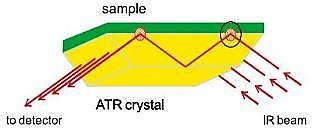 sample
to detector
ATR crystal
IR beam